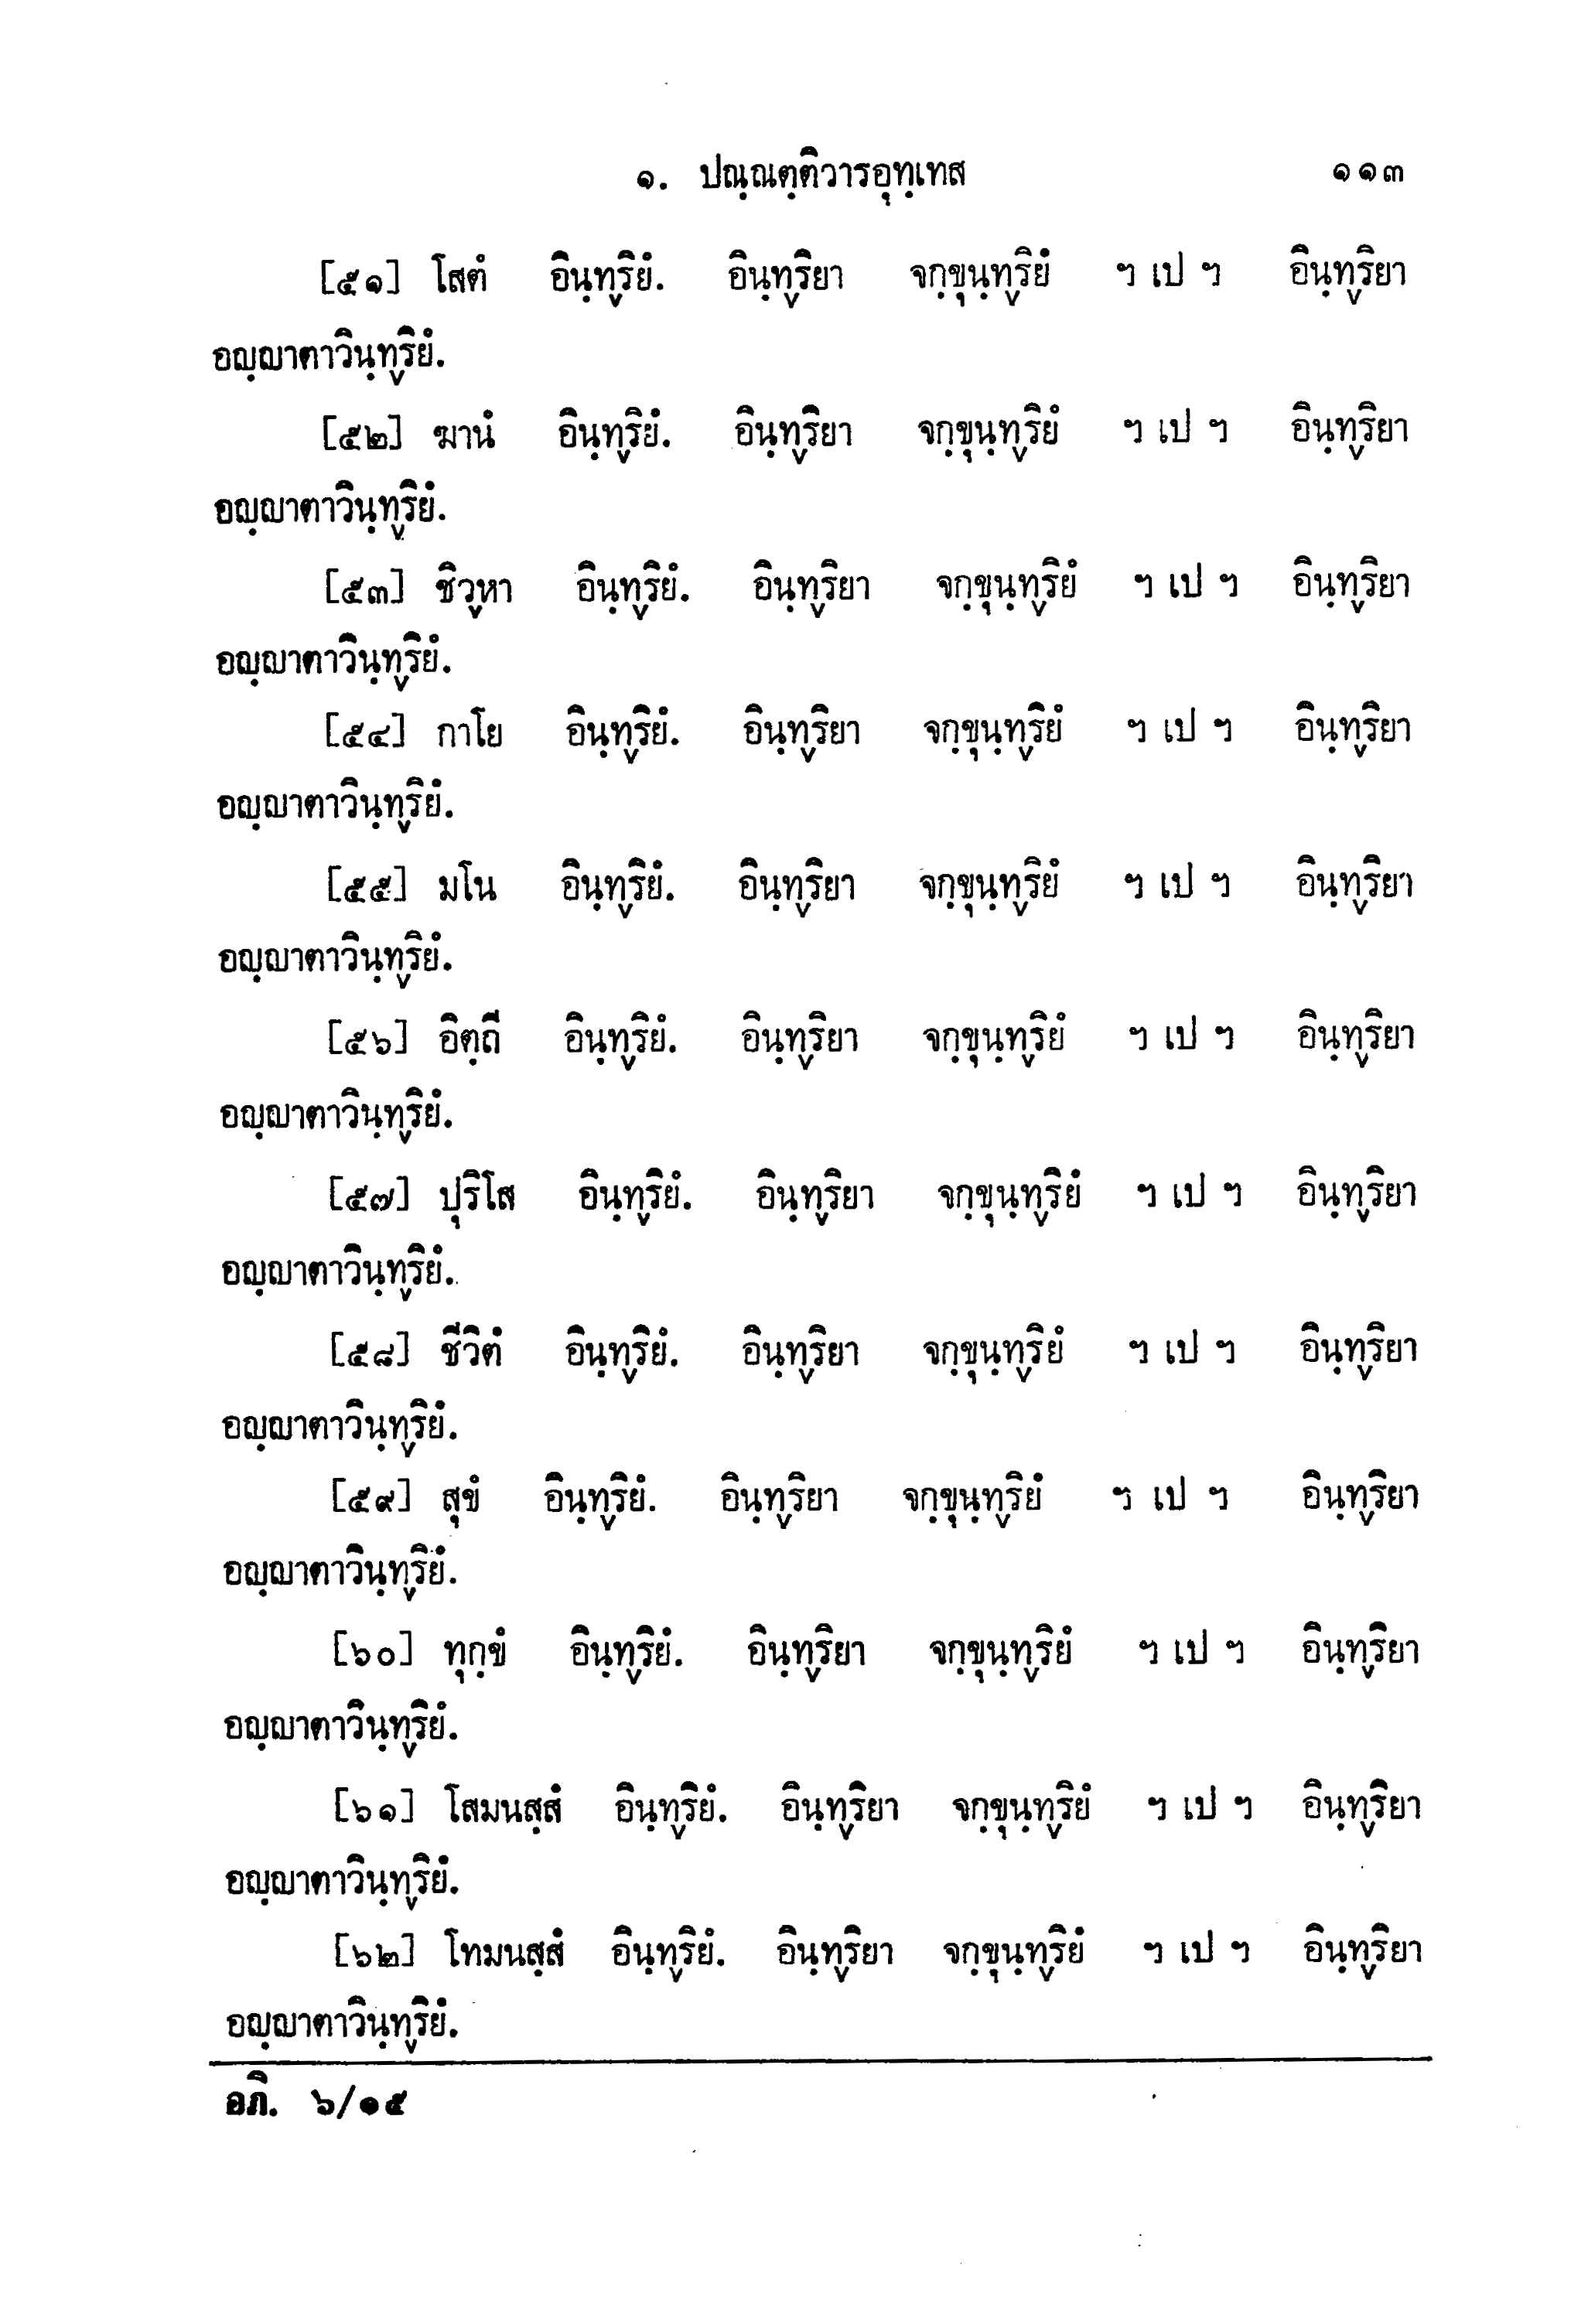 ๑. ปณฺณตฺติวารอุทฺเทส ๑๑๓
[๕๑] โสตํ อินฺท๎ริยํ. อินฺท๎ริยา จกฺขุนฺท๎ริยํ ฯ เป ฯ อินฺท๎ริยา
อญฺญาตาวินฺท๎ริยํ.
[๕๒] ฆานํ อินฺท๎ริยํ. อินฺท๎ริยา จกฺขุนฺท๎ริยํ ฯ เป ฯ อินฺท๎ริยา
อญฺญาตาวินฺท๎ริยํ.
[๕๓] ชิว๎หา อินฺท๎ริยํ. อินฺท๎ริยา จกฺขุนฺท๎ริยํ ฯ เป ฯ อินฺท๎ริยา
อญฺญาตาวินฺท๎ริยํ.
[๕๔] กาโย อินฺท๎ริยํ. อินฺท๎ริยา จกฺขุนฺท๎ริยํ ฯ เป ฯ อินฺท๎ริยา
อญฺญาตาวินฺท๎ริยํ.
[๕๕] มโน อินฺท๎ริยํ. อินฺท๎ริยา จกฺขุนฺท๎ริยํ ฯ เป ฯ อินฺท๎ริยา
อญฺญาตาวินฺท๎ริยํ.
[๕๖] อิตฺถี อินฺท๎ริยํ. อินฺท๎ริยา จกฺขุนฺท๎ริยํ ฯ เป ฯ อินฺท๎ริยา
อญฺญาตาวินฺท๎ริยํ.
[๕๗] ปุริโส อินฺท๎ริยํ. อินฺท๎ริยา จกฺขุนฺท๎ริยํ ฯ เป ฯ อินฺท๎ริยา
อญฺญาตาวินฺท๎ริยํ.
[๕๘] ชีวิตํ อินฺท๎ริยํ. อินฺท๎ริยา จกฺขุนฺท๎ริยํ ฯ เป ฯ อินฺท๎ริยา
อญฺญาตาวินฺท๎ริยํ.
[๕๙] สุขํ อินฺท๎ริยํ. อินฺท๎ริยา จกฺขุนฺท๎ริยํ ฯ เป ฯ อินฺท๎ริยา
อญฺญาตาวินฺท๎ริยํ.
[๖๐] ทุกฺขํ อินฺท๎ริยํ. อินฺท๎ริยา จกฺขุนฺท๎ริยํ ฯ เป ฯ อินฺท๎ริยา
อญฺญาตาวินฺท๎ริยํ.
[๖๑] โสมนสฺสํ อินฺท๎ริยํ. อินฺท๎ริยา จกฺขุนฺท๎ริยํ ฯ เป ฯ อินฺท๎ริยา
อญฺญาตาวินฺท๎ริยํ.
[๖๒] โทมนสฺสํ อินฺท๎ริยํ. อินฺท๎ริยา จกฺขุนฺท๎ริยํ ฯ เป ฯ อินฺท๎ริยา
อญฺญาตาวินฺท๎ริยํ.
อภิ. ๖/๑๕